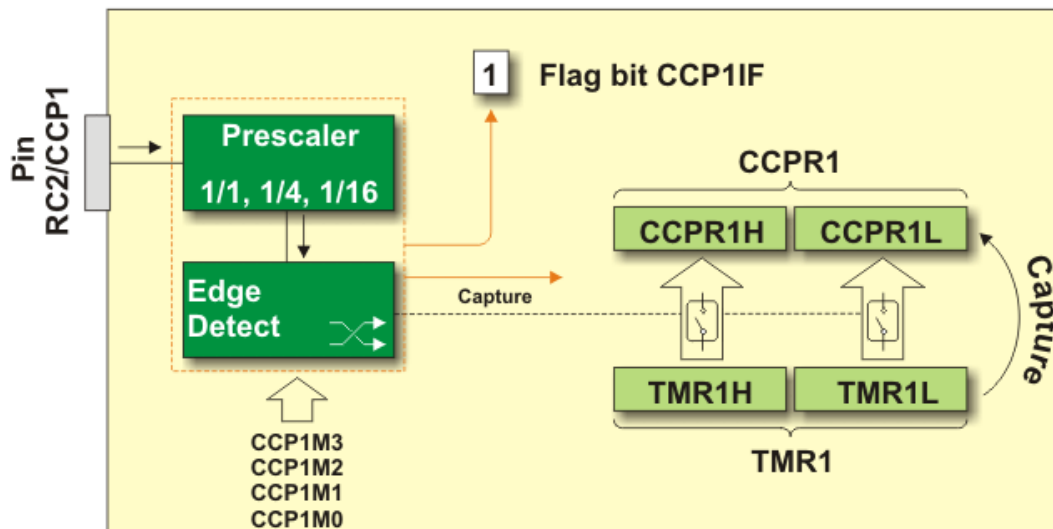 1
Flag bit CCP1IF
Pin
RC2/CCP1
Prescaler
1/1, 1/4, 1/16
Edge
Detect
Capture
CCP1M3
CCP1M2
CCP1M1
CCP1M0
CCPR1
CCPR1H CCPR1L
TMR1H TMR1L
TMR1
Capture